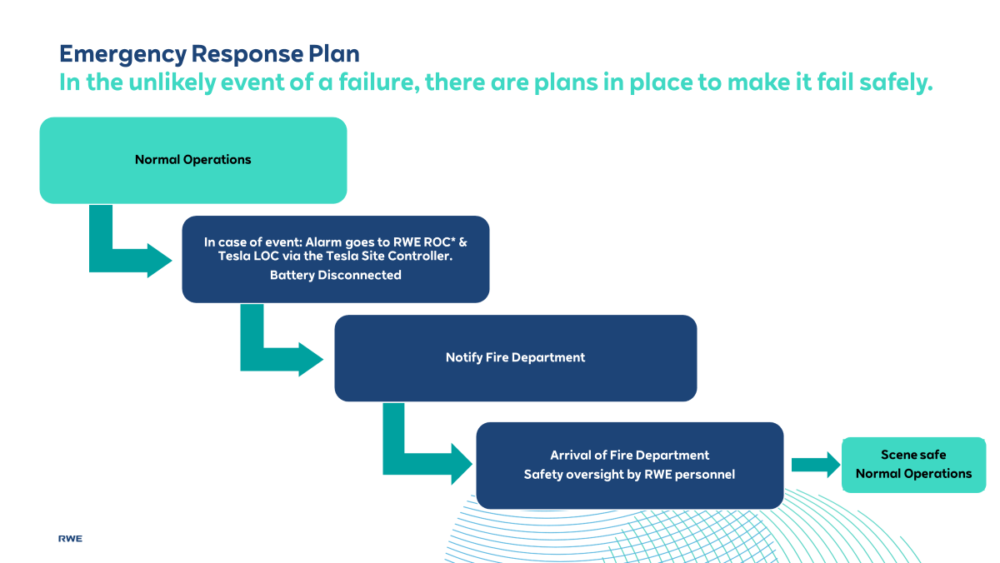 Emergency Response Plan
In the unlikely event of a failure, there are plans in place to make it fail safely.
Normal Operations
In case of event: Alarm goes to RWE ROC* &
Tesla LOC via the Tesla Site Controller.
Battery Disconnected
Notify Fire Department
Arrival of Fire Department
Safety oversight by RWE personnel
Scene safe
Normal Operations
RWE